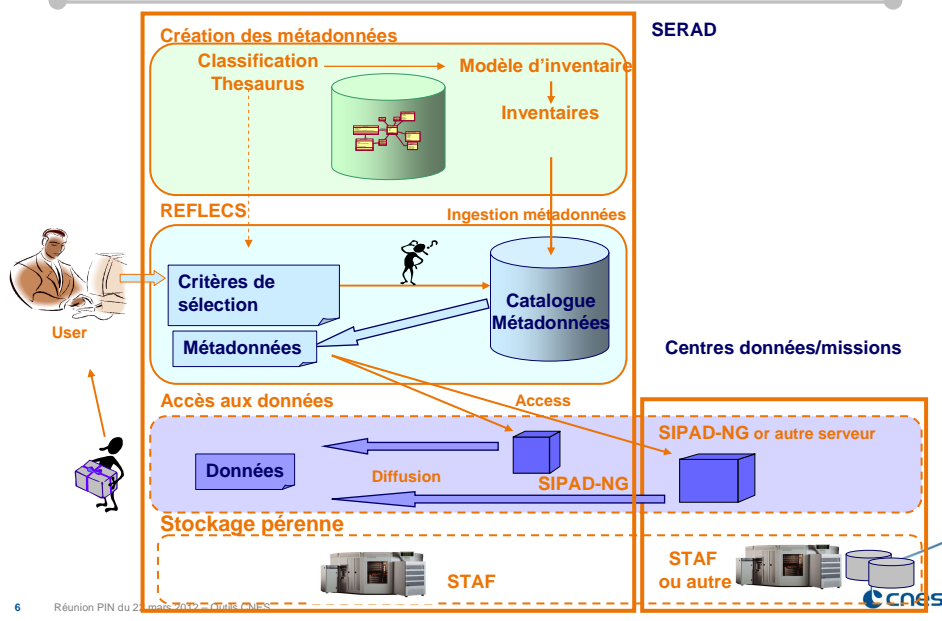 SERAD
Création des métadonnées
Classification
Thesaurus
Modèle d'inventaire
Inventaires
REFLECS
Ingestion métadonnées
Critères de
sélection
Catalogue
Métadonnées
Métadonnées
User
Centres données/missions
Accès aux données
Access
SIPAD-NG or autre serveur
Données
Diffusion
SIPAD-NG
Stockage pérenne
STAF
STAF
ou autre
6 Réunion PIN du 22 mars 2012 – Outils CNES
cnes